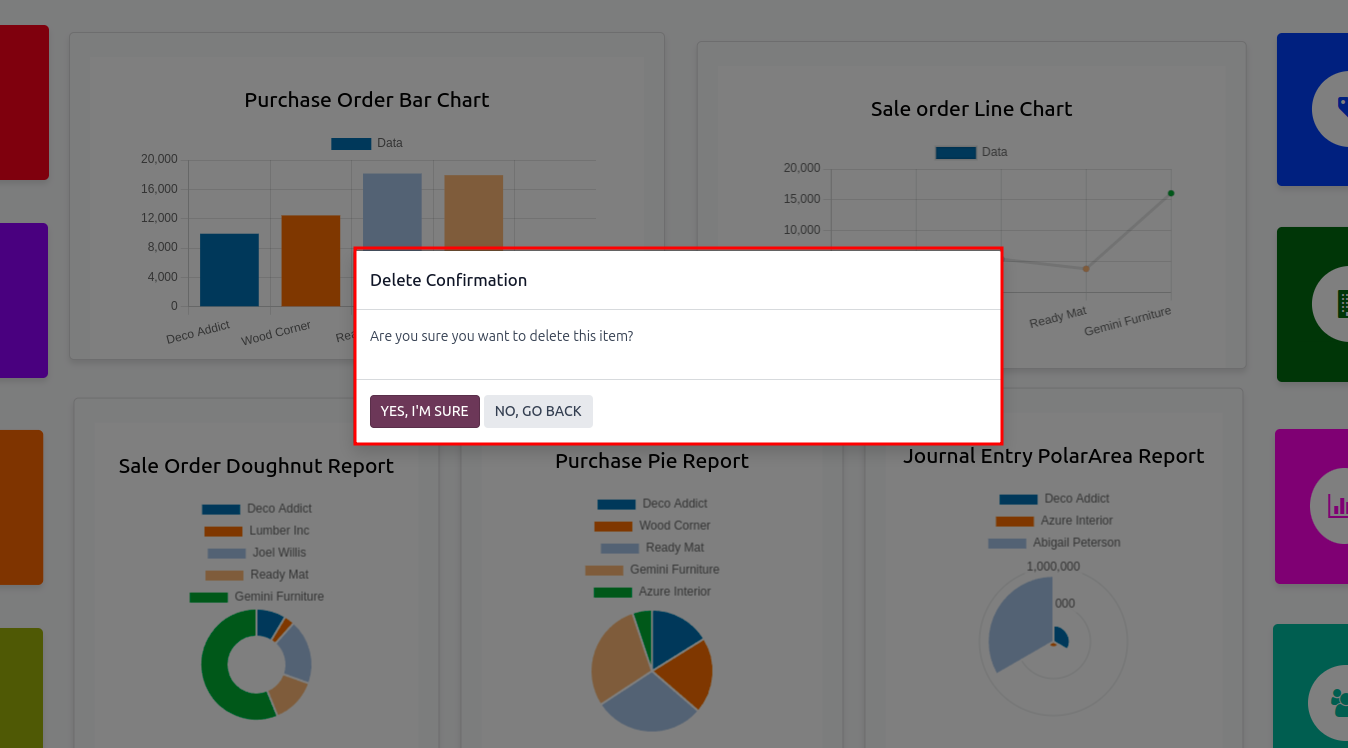 Purchase Order Bar Chart
Data
20,000
16,000
12,000
8,000
4,000
0
Deco Addict
Wood Corner
Sale order Line Chart
Data
20,000
15,000
10,000
Ready Mat
Gemini Furniture
Delete Confirmation
Are you sure you want to delete this item?
YES, I'M SURE
NO, GO BACK
Sale Order Doughnut Report
Deco Addict
Lumber Inc
Joel Willis
Ready Mat
Gemini Furniture
Purchase Pie Report
Deco Addict
Wood Corner
Ready Mat
Gemini Furniture
Azure Interior
Journal Entry PolarArea Report
Deco Addict
Azure Interior
Abigail Peterson
1,000,000
000